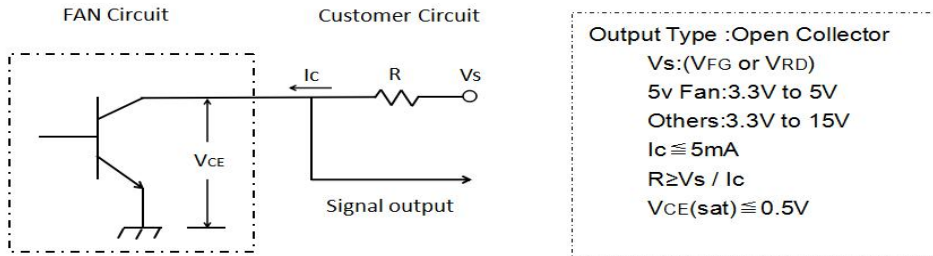 FAN Circuit
Customer Circuit
Ic
R
Vs
VCE
Signal output
Output Type :Open Collector
Vs:(VFG or VRD)
5v Fan:3.3V to 5V
Others:3.3V to 15V
Ic≦5mA
R≥Vs / Ic
VCE(sat)≦0.5V